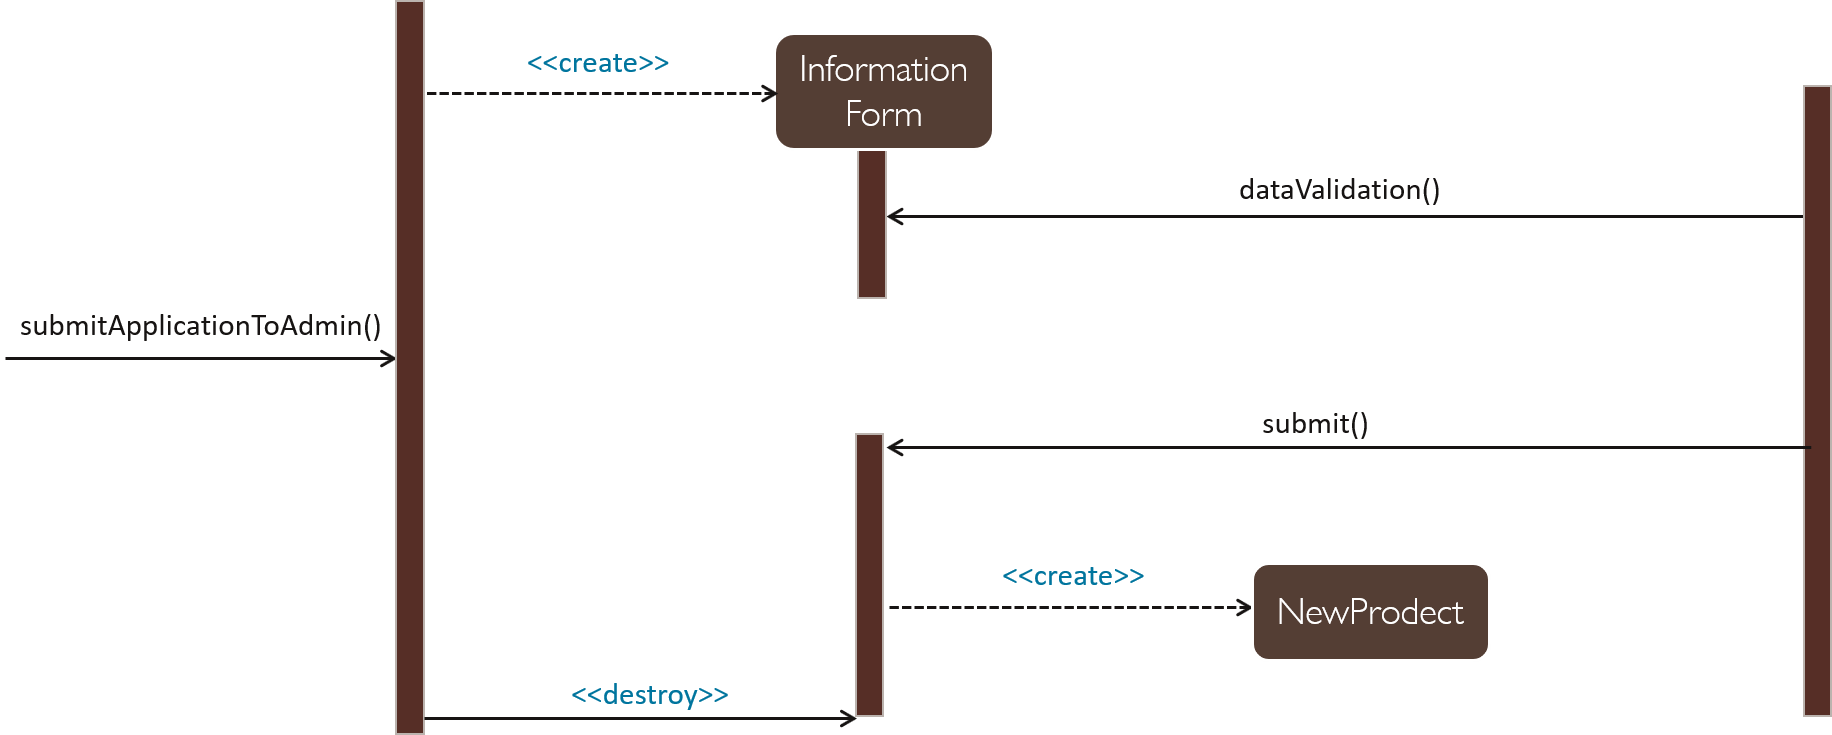 <<create>>
Information
Form
dataValidation()
submitApplicationToAdmin()
submit()
<<create>>
NewProdect
<<destroy>>